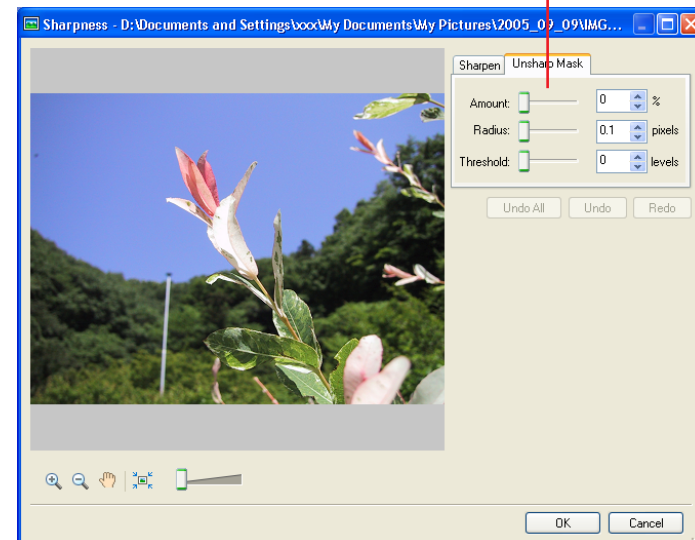 Sharpness - D:\Documents and Settings\xxx\My Documents\My Pictures\2005_09_09\IMG...
Sharpen Unsharp Mask
Amount: 0 %
Radius: 0.1 pixels
Threshold: 0 levels
Undo All Undo Redo
OK Cancel